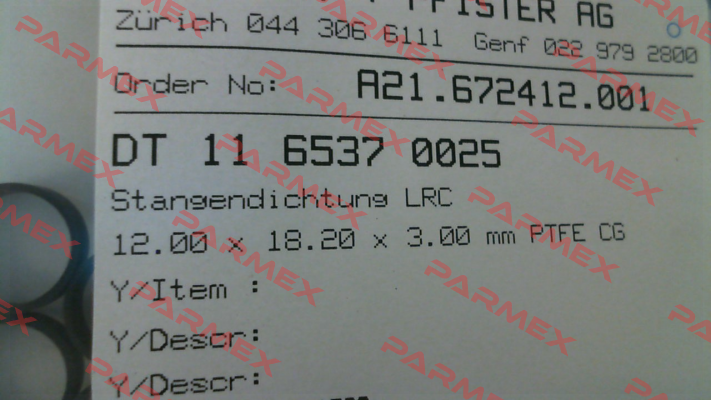 PFISTER AG
Zürich 044 306 6111 Genf 022 979 2800
Order No: A21.672412.001
DT 11 6537 0025
Stangendichtung LRC
12.00 x 18.20 x 3.00 mm PTFE CG
Y/Item :
Y/Descr:
Y/Descr:
PARMEX